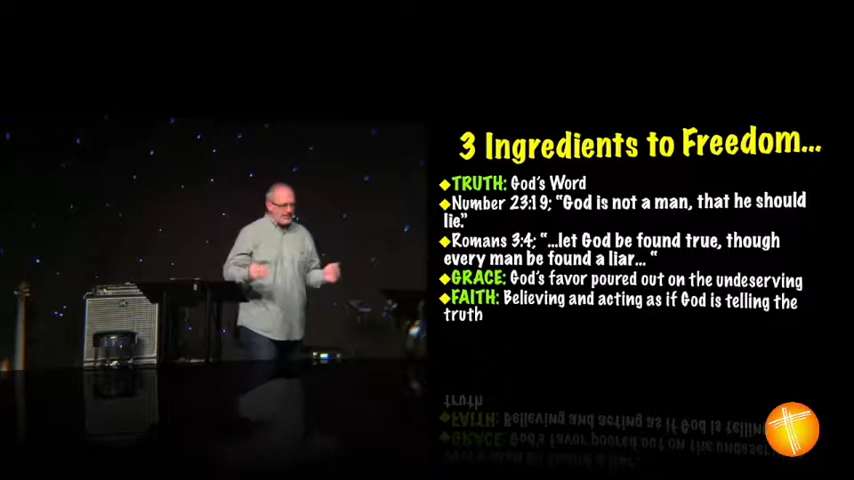 3 Ingredients to Freedom...
◆TRUTH: God's Word
◆Number 23:19; "God is not a man, that he should
lie."
◆Romans 3:4; "...let God be found true, though
every man be found a liar... "
◆GRACE: God's favor poured out on the undeserving
◆FAITH: Believing and acting as if God is telling the
truth